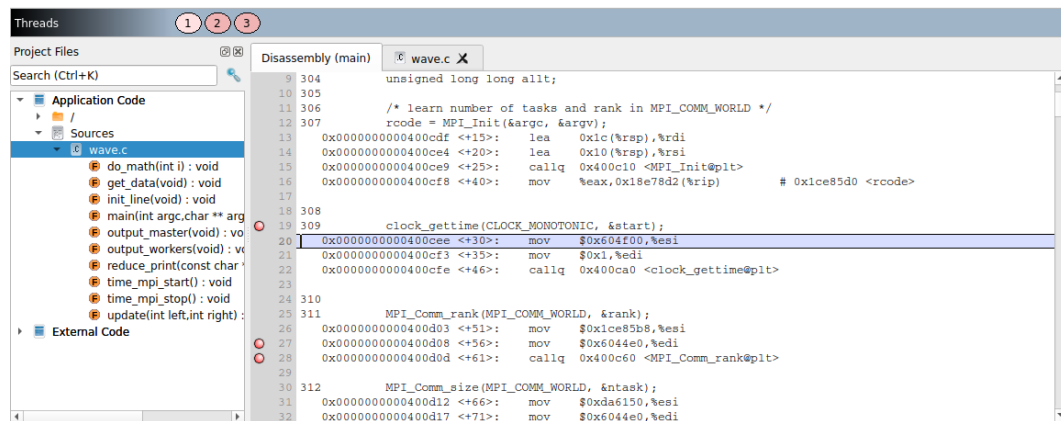 Threads 1 2 3
Project Files
Search (Ctrl+K)
Application Code
/
Sources
wave.c
do_math(int i) : void
get_data(void) : void
init_line(void) : void
main(int argc,char ** arg
output_master(void) : void
output_workers(void) : vo
reduce_print(const char *
time_mpi_start() : void
time_mpi_stop() : void
update(int left,int right) :
External Code
Disassembly (main) wave.c
9 304 unsigned long long allt;
10 305
11 306 /* learn number of tasks and rank in MPI_COMM_WORLD */
12 307 rcode = MPI_Init(&argc, &argv);
13 0x0000000000400cdf <+15>: lea 0x1c(%rsp),%rdi
14 0x0000000000400ce4 <+20>: lea 0x10(%rsp),%rsi
15 0x0000000000400ce9 <+25>: callq 0x400c10 <MPI_Init@plt>
16 0x0000000000400cf8 <+40>: mov %eax,0x18e78d2(%rip) # 0x1ce85d0 <rcode>
17
18 308
19 309 clock_gettime(CLOCK_MONOTONIC, &start);
20 0x0000000000400cee <+30>: mov $0x604f00,%esi
21 0x0000000000400cf3 <+35>: mov $0x1,%edi
22 0x0000000000400cfe <+46>: callq 0x400ca0 <clock_gettime@plt>
23
24 310
25 311 MPI_Comm_rank(MPI_COMM_WORLD, &rank);
26 0x0000000000400d03 <+51>: mov $0x1ce85b8,%esi
27 0x0000000000400d08 <+56>: mov $0x6044e0,%edi
28 0x0000000000400d0d <+61>: callq 0x400c60 <MPI_Comm_rank@plt>
29
30 312 MPI_Comm_size(MPI_COMM_WORLD, &ntask);
31 0x0000000000400d12 <+66>: mov $0xda6150,%esi
32 0x0000000000400d17 <+71>: mov $0x6044e0,%edi